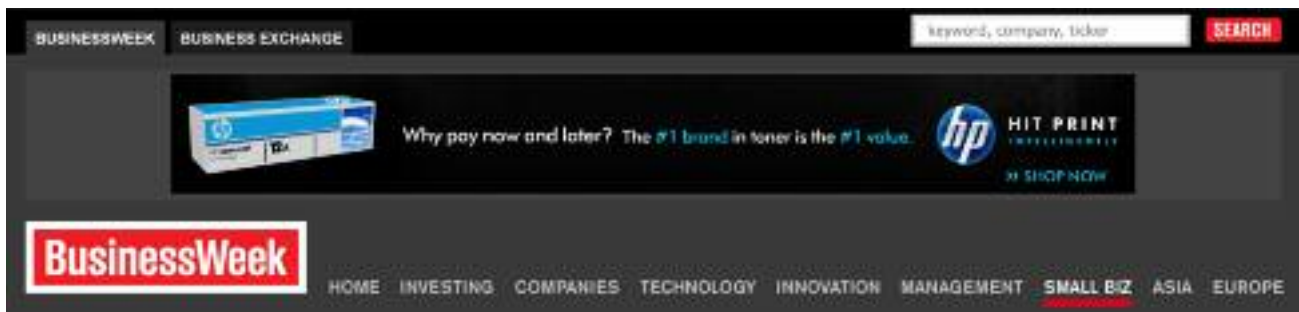 BUSINESSWEEK BUSINESS EXCHANGE
keyword, company, ticker SEARCH
Why pay now and later? The #1 brand in toner is the #1 value.
hp HIT PRINT
INTELLIGENTLY
>> SHOP NOW
BusinessWeek
HOME INVESTING COMPANIES TECHNOLOGY INNOVATION MANAGEMENT SMALL BIZ ASIA EUROPE